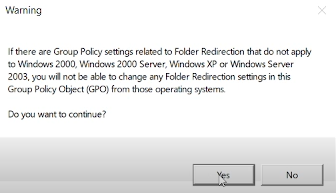 Warning
If there are Group Policy settings related to Folder Redirection that do not apply
to Windows 2000, Windows 2000 Server, Windows XP or Windows Server
2003, you will not be able to change any Folder Redirection settings in this
Group Policy Object (GPO) from those operating systems.
Do you want to continue?
Yes
No